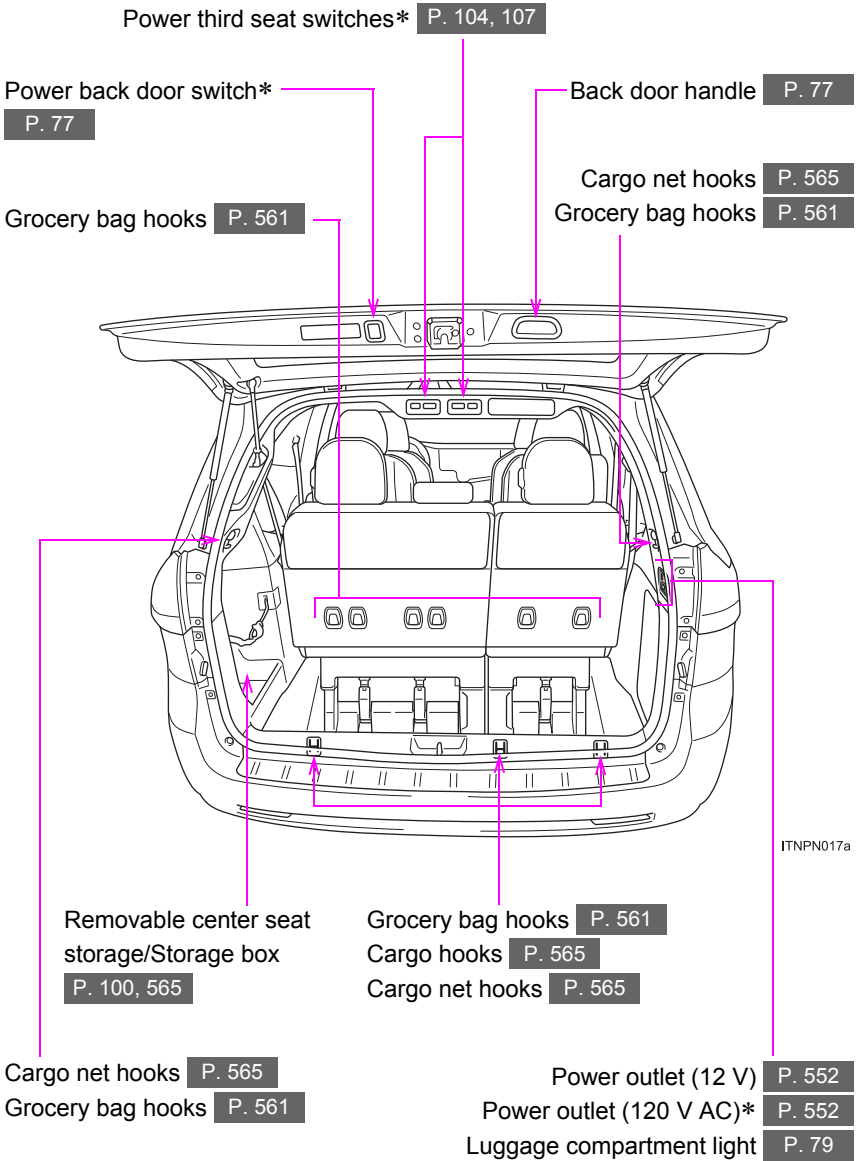 Power third seat switches* P. 104, 107
Power back door switch*
P. 77
Back door handle P. 77
Cargo net hooks P. 565
Grocery bag hooks P. 561
Grocery bag hooks P. 561
ITNPN017a
Removable center seat
storage/Storage box
P. 100, 565
Grocery bag hooks P. 561
Cargo hooks P. 565
Cargo net hooks P. 565
Cargo net hooks P. 565
Grocery bag hooks P. 561
Power outlet (12 V) P. 552
Power outlet (120 V AC)* P. 552
Luggage compartment light P. 79